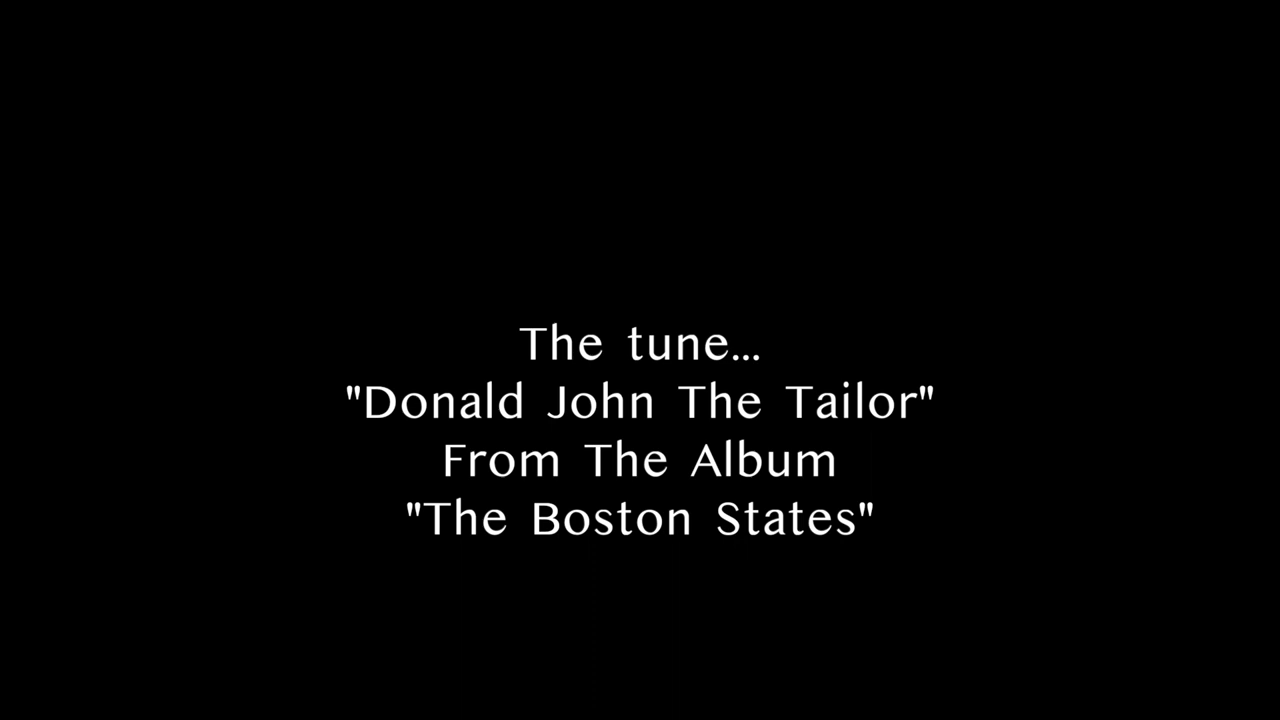 The tune...
"Donald John The Tailor"
From The Album
"The Boston States"